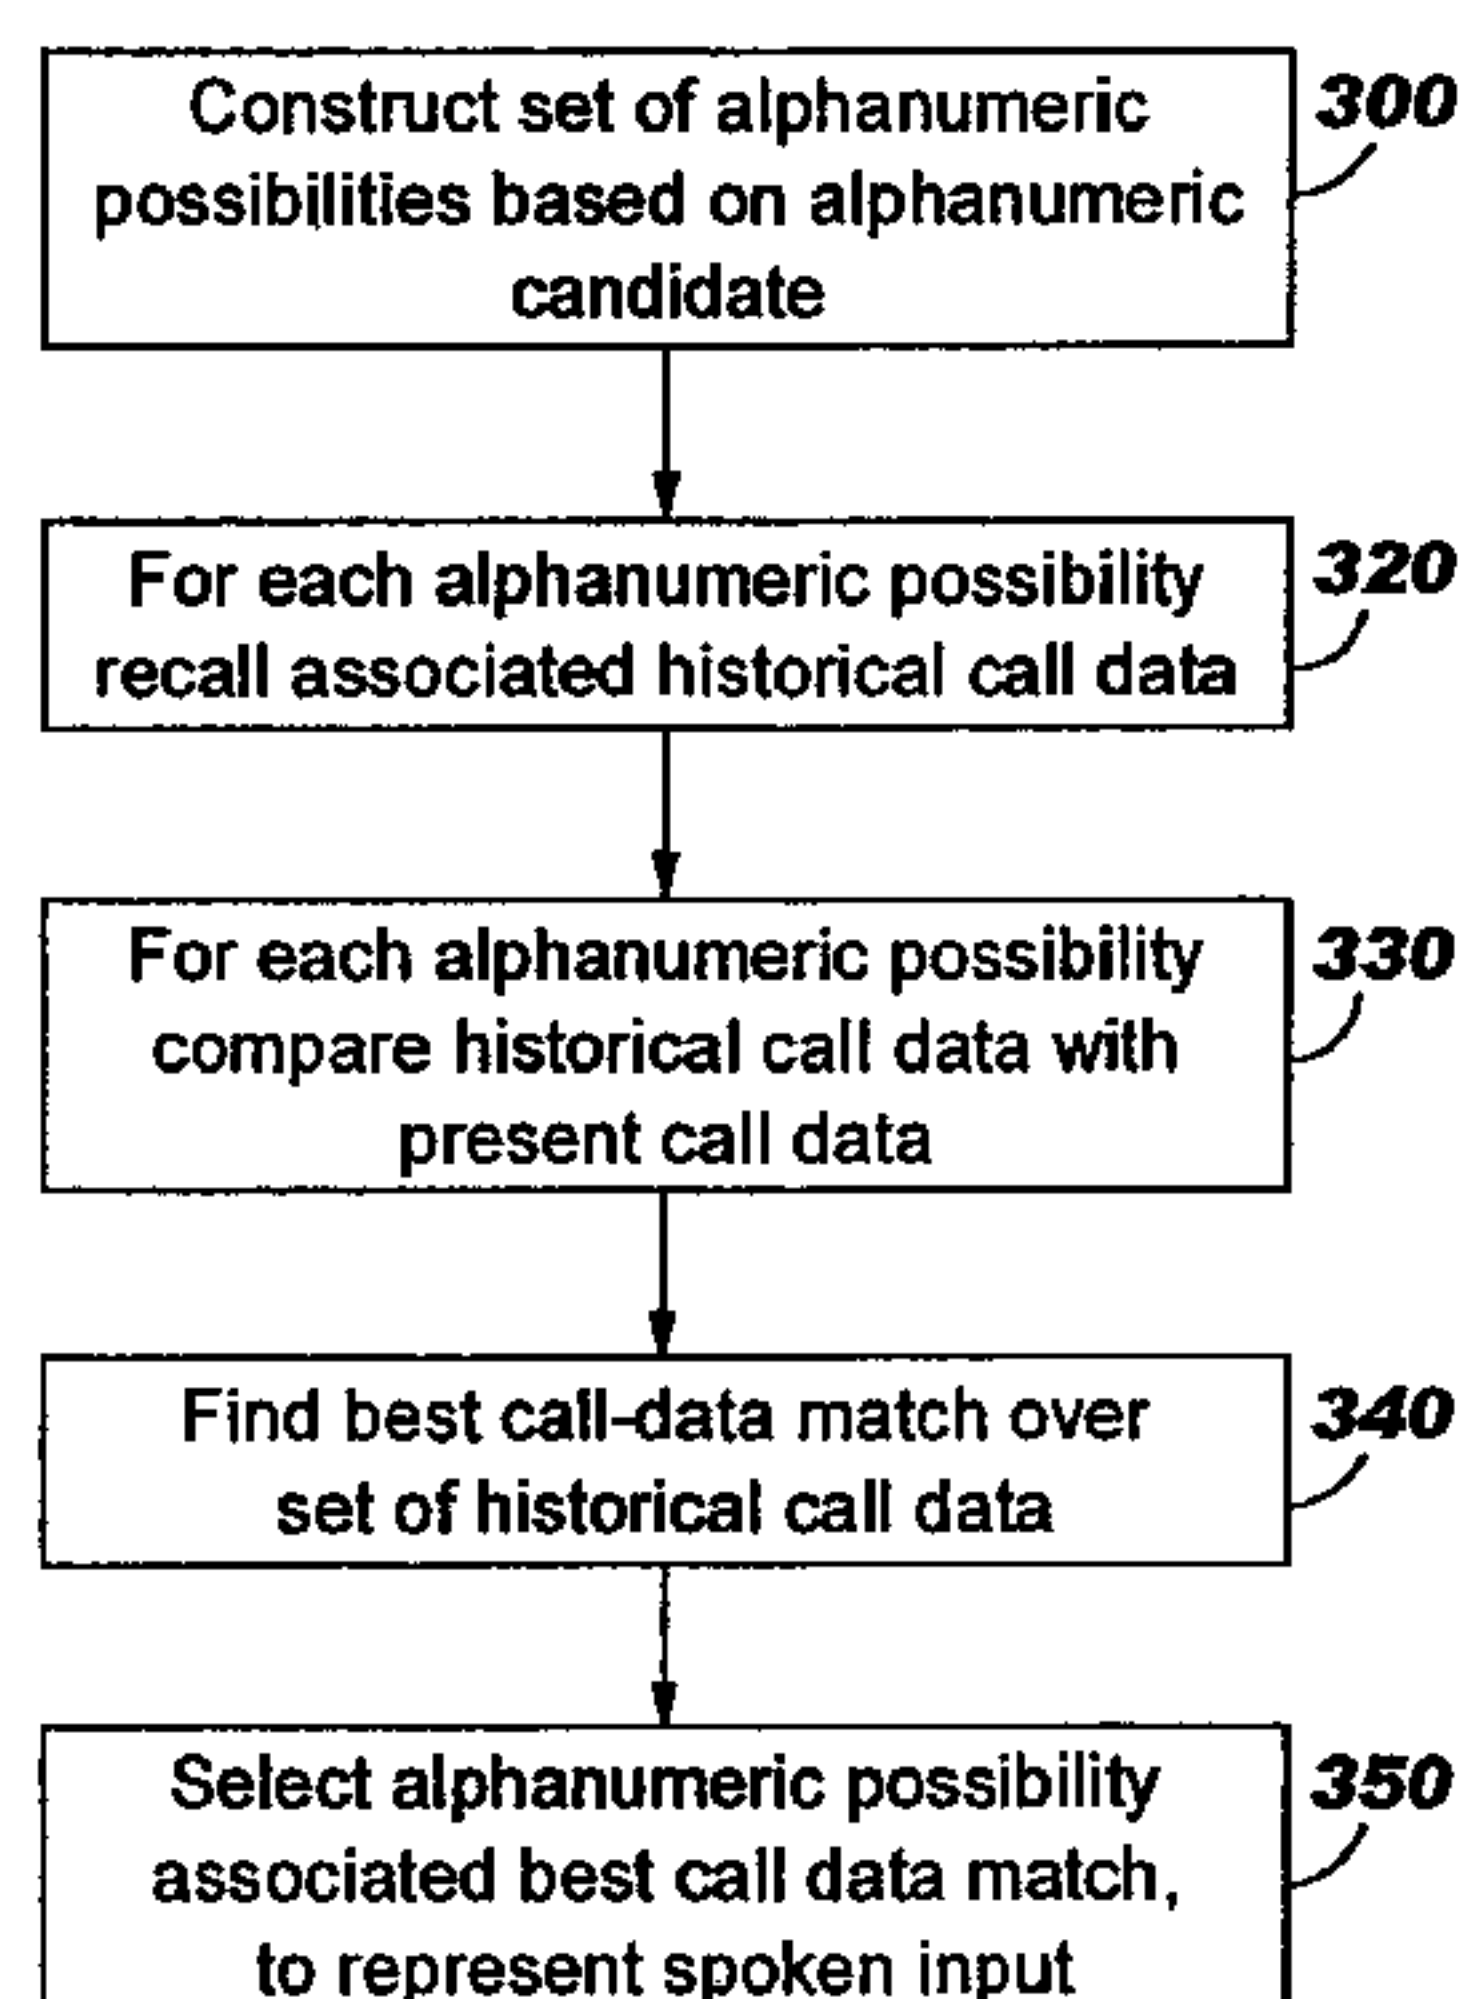 Construct set of alphanumeric
300
possibilities based on alphanumeric
candidate
For each alphanumeric possibility
320
recall associated historical call data
For each alphanumeric possibility
330
compare historical call data with
present call data
Find best call-data match over
340
set of historical call data
Select alphanumeric possibility
350
associated best call data match,
to represent spoken input